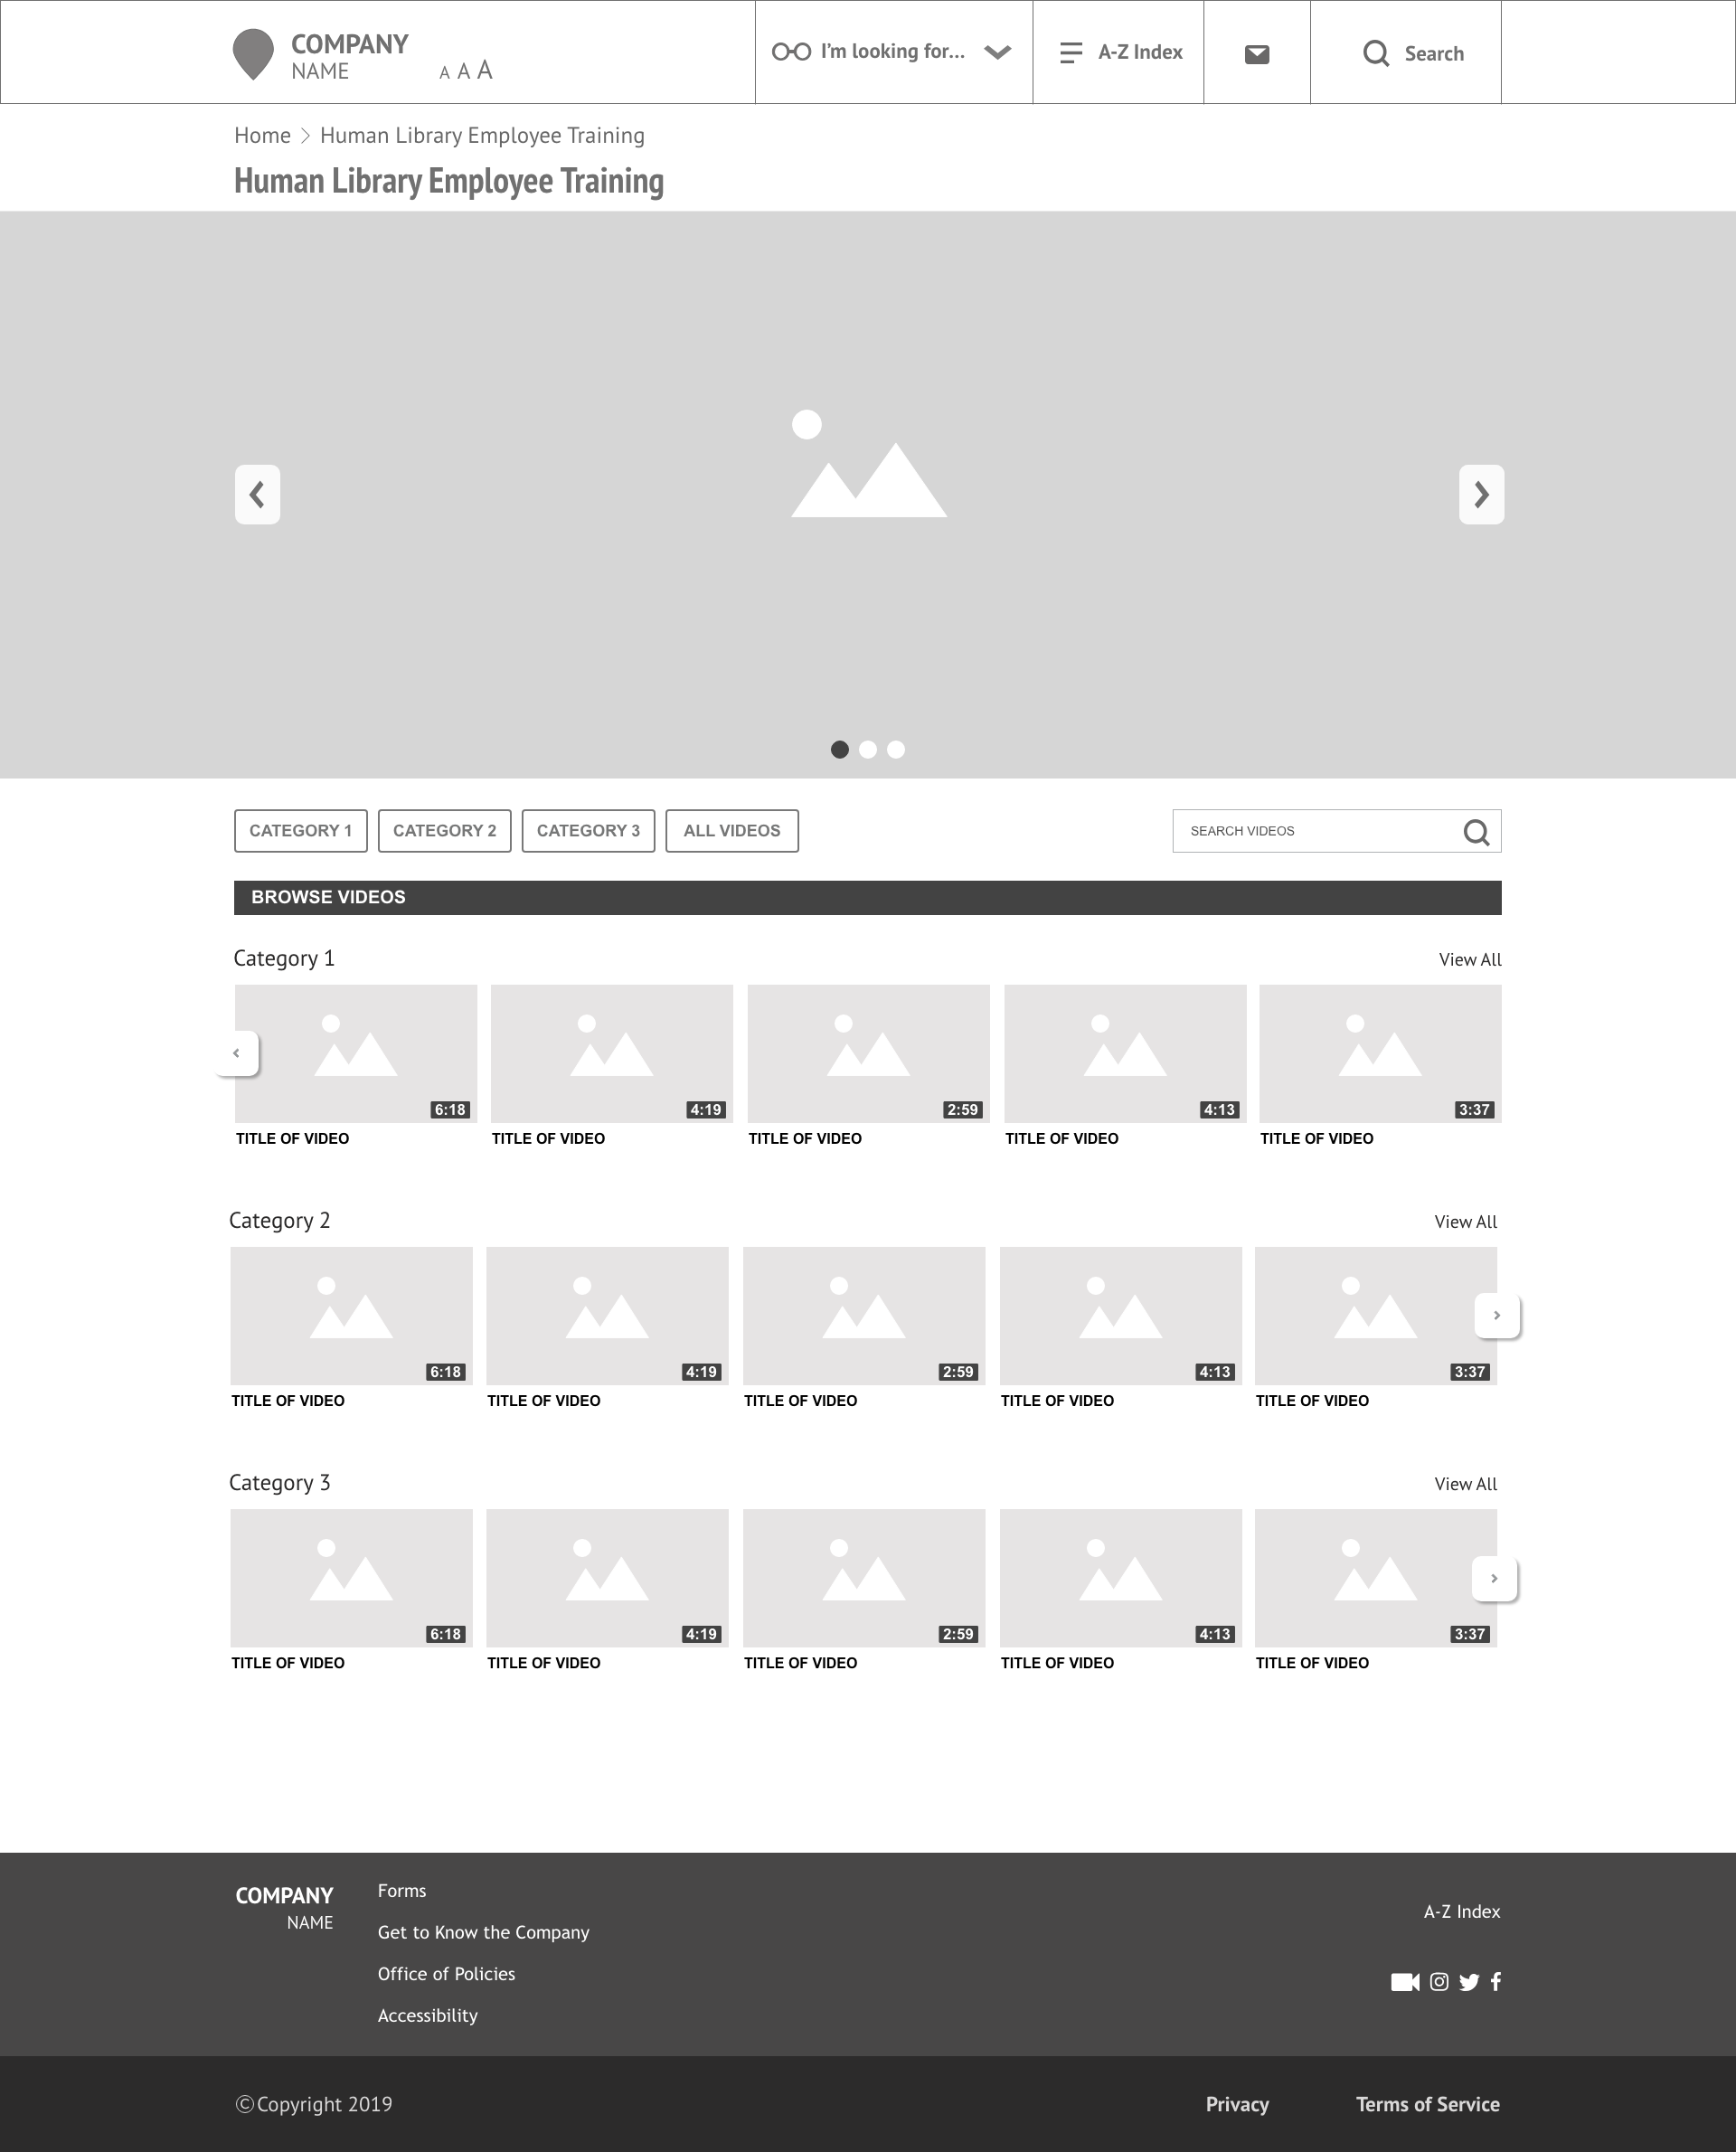 COMPANY
NAME
A A A
I'm looking for...
A-Z Index
Search
Home > Human Library Employee Training
Human Library Employee Training
CATEGORY 1
CATEGORY 2
CATEGORY 3
ALL VIDEOS
SEARCH VIDEOS
BROWSE VIDEOS
Category 1
View All
6:18
4:19
2:59
4:13
3:37
TITLE OF VIDEO
TITLE OF VIDEO
TITLE OF VIDEO
TITLE OF VIDEO
TITLE OF VIDEO
Category 2
View All
6:18
4:19
2:59
4:13
3:37
TITLE OF VIDEO
TITLE OF VIDEO
TITLE OF VIDEO
TITLE OF VIDEO
TITLE OF VIDEO
Category 3
View All
6:18
4:19
2:59
4:13
3:37
TITLE OF VIDEO
TITLE OF VIDEO
TITLE OF VIDEO
TITLE OF VIDEO
TITLE OF VIDEO
COMPANY
NAME
Forms
Get to Know the Company
Office of Policies
Accessibility
A-Z Index
©Copyright 2019
Privacy
Terms of Service